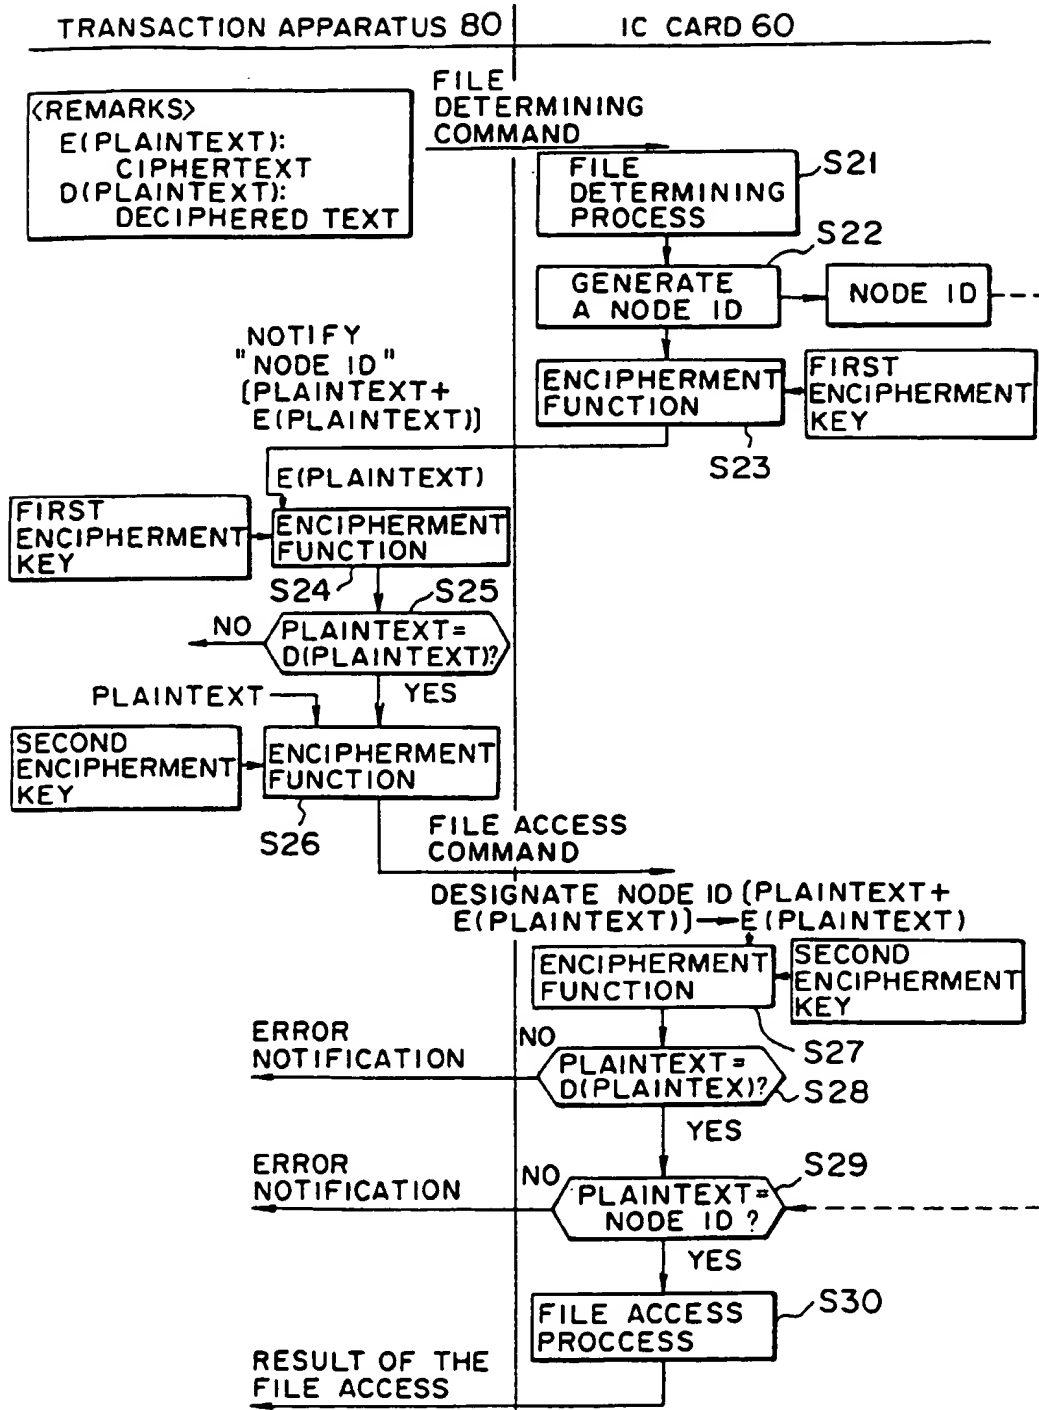 TRANSACTION APPARATUS 80
IC CARD 60
<REMARKS>
E(PLAINTEXT):
CIPHERTEXT
D(PLAINTEXT):
DECIPHERED TEXT
FILE
DETERMINING
COMMAND
FILE
DETERMINING
PROCESS
S21
S22
GENERATE
A NODE ID
NODE ID
NOTIFY
"NODE ID"
[PLAINTEXT+
E(PLAINTEXT)]
ENCIPHERMENT
FUNCTION
FIRST
ENCIPHERMENT
KEY
S23
E(PLAINTEXT)
FIRST
ENCIPHERMENT
KEY
ENCIPHERMENT
FUNCTION
S24
S25
NO
PLAINTEXT=
D(PLAINTEXT)?
YES
PLAINTEXT
SECOND
ENCIPHERMENT
KEY
ENCIPHERMENT
FUNCTION
S26
FILE ACCESS
COMMAND
DESIGNATE NODE ID [PLAINTEXT+
E(PLAINTEXT)]→E(PLAINTEXT)
ENCIPHERMENT
FUNCTION
SECOND
ENCIPHERMENT
KEY
S27
ERROR
NOTIFICATION
NO
PLAINTEXT=
D(PLAINTEX)?
S28
YES
ERROR
NOTIFICATION
NO
PLAINTEXT=
NODE ID ?
S29
YES
FILE ACCESS
PROCCESS
S30
RESULT OF THE
FILE ACCESS